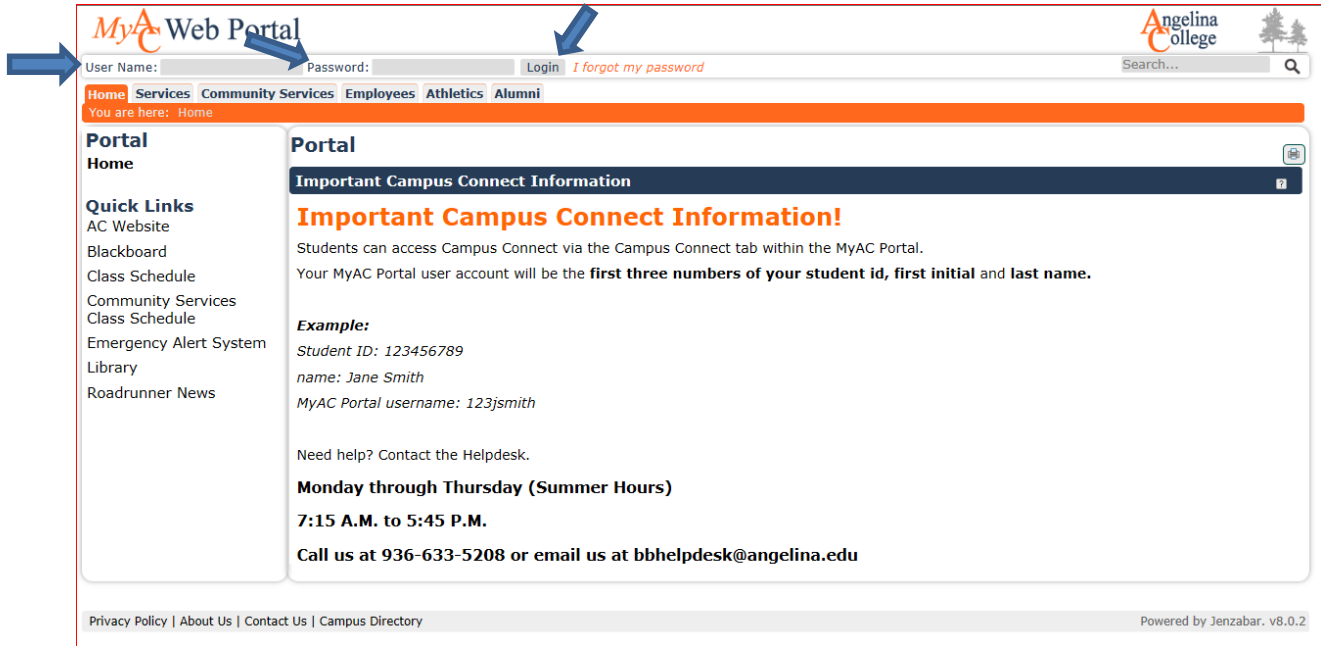 MyAC Web Portal
Angelina College
User Name: Password: Login I forgot my password
Search...
Home Services Community Services Employees Athletics Alumni
You are here: Home
Portal
Home
Quick Links
AC Website
Blackboard
Class Schedule
Community Services
Class Schedule
Emergency Alert System
Library
Roadrunner News
Portal
Important Campus Connect Information
?
Important Campus Connect Information!
Students can access Campus Connect via the Campus Connect tab within the MyAC Portal.
Your MyAC Portal user account will be the first three numbers of your student id, first initial and last name.
Example:
Student ID: 123456789
name: Jane Smith
MyAC Portal username: 123jsmith
Need help? Contact the Helpdesk.
Monday through Thursday (Summer Hours)
7:15 A.M. to 5:45 P.M.
Call us at 936-633-5208 or email us at bbhelpdesk@angelina.edu
Privacy Policy | About Us | Contact Us | Campus Directory
Powered by Jenzabar. v8.0.2